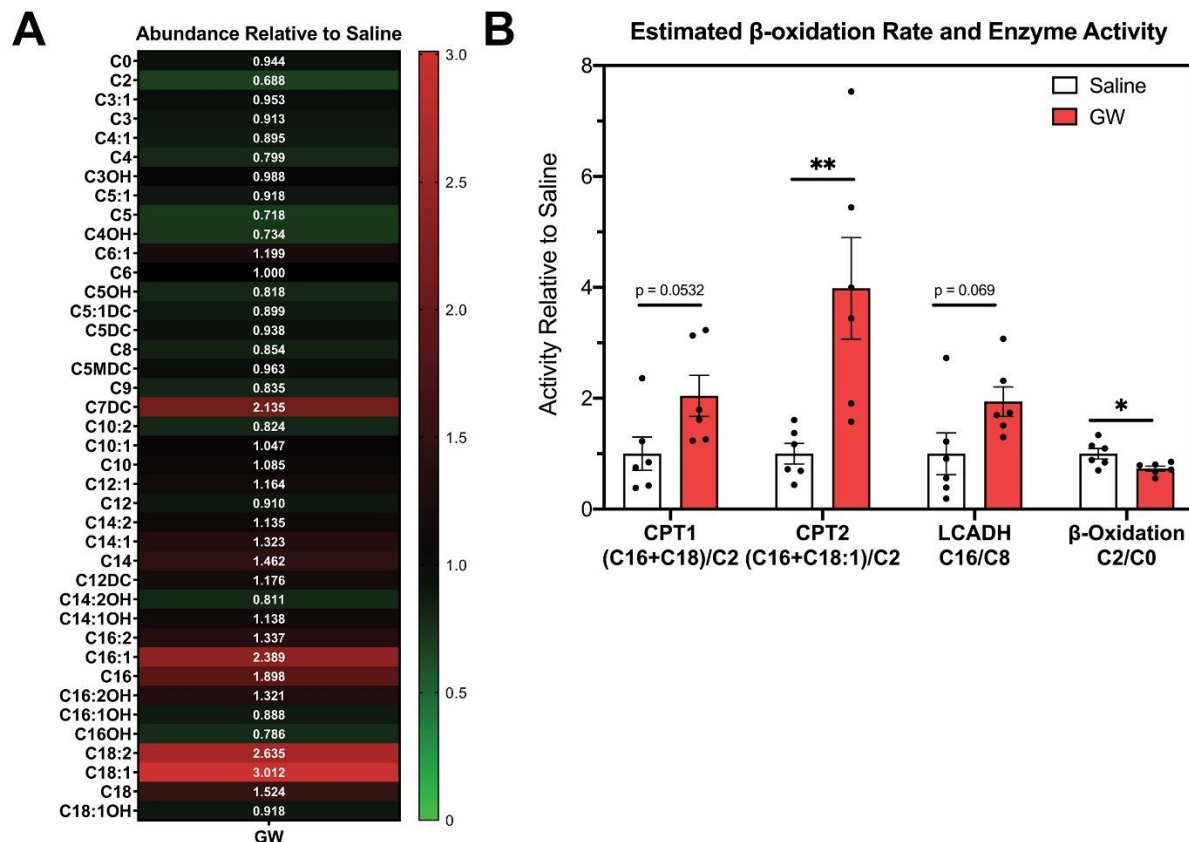 A
Abundance Relative to Saline
C0 0.944
C2 0.688
C3:1 0.953
C3 0.913
C4:1 0.895
C4 0.799
C3OH 0.988
C5:1 0.918
C5 0.718
C4OH 0.734
C6:1 1.199
C6 1.000
C5OH 0.818
C5:1DC 0.899
C5DC 0.938
C8 0.854
C5MDC 0.963
C9 0.835
C7DC 2.135
C10:2 0.824
C10:1 1.047
C10 1.085
C12:1 1.164
C12 0.910
C14:2 1.135
C14:1 1.323
C14 1.462
C12DC 1.176
C14:2OH 0.811
C14:1OH 1.138
C16:2 1.337
C16:1 2.389
C16 1.898
C16:2OH 1.321
C16:1OH 0.888
C16OH 0.786
C18:2 2.635
C18:1 3.012
C18 1.524
C18:1OH 0.918
GW
3.0
2.5
2.0
1.5
1.0
0.5
0
B
Estimated β-oxidation Rate and Enzyme Activity
Activity Relative to Saline
8
6
4
2
0
Saline
GW
p = 0.0532
**
p = 0.069
*
CPT1
(C16+C18)/C2
CPT2
(C16+C18:1)/C2
LCADH
C16/C8
β-Oxidation
C2/C0